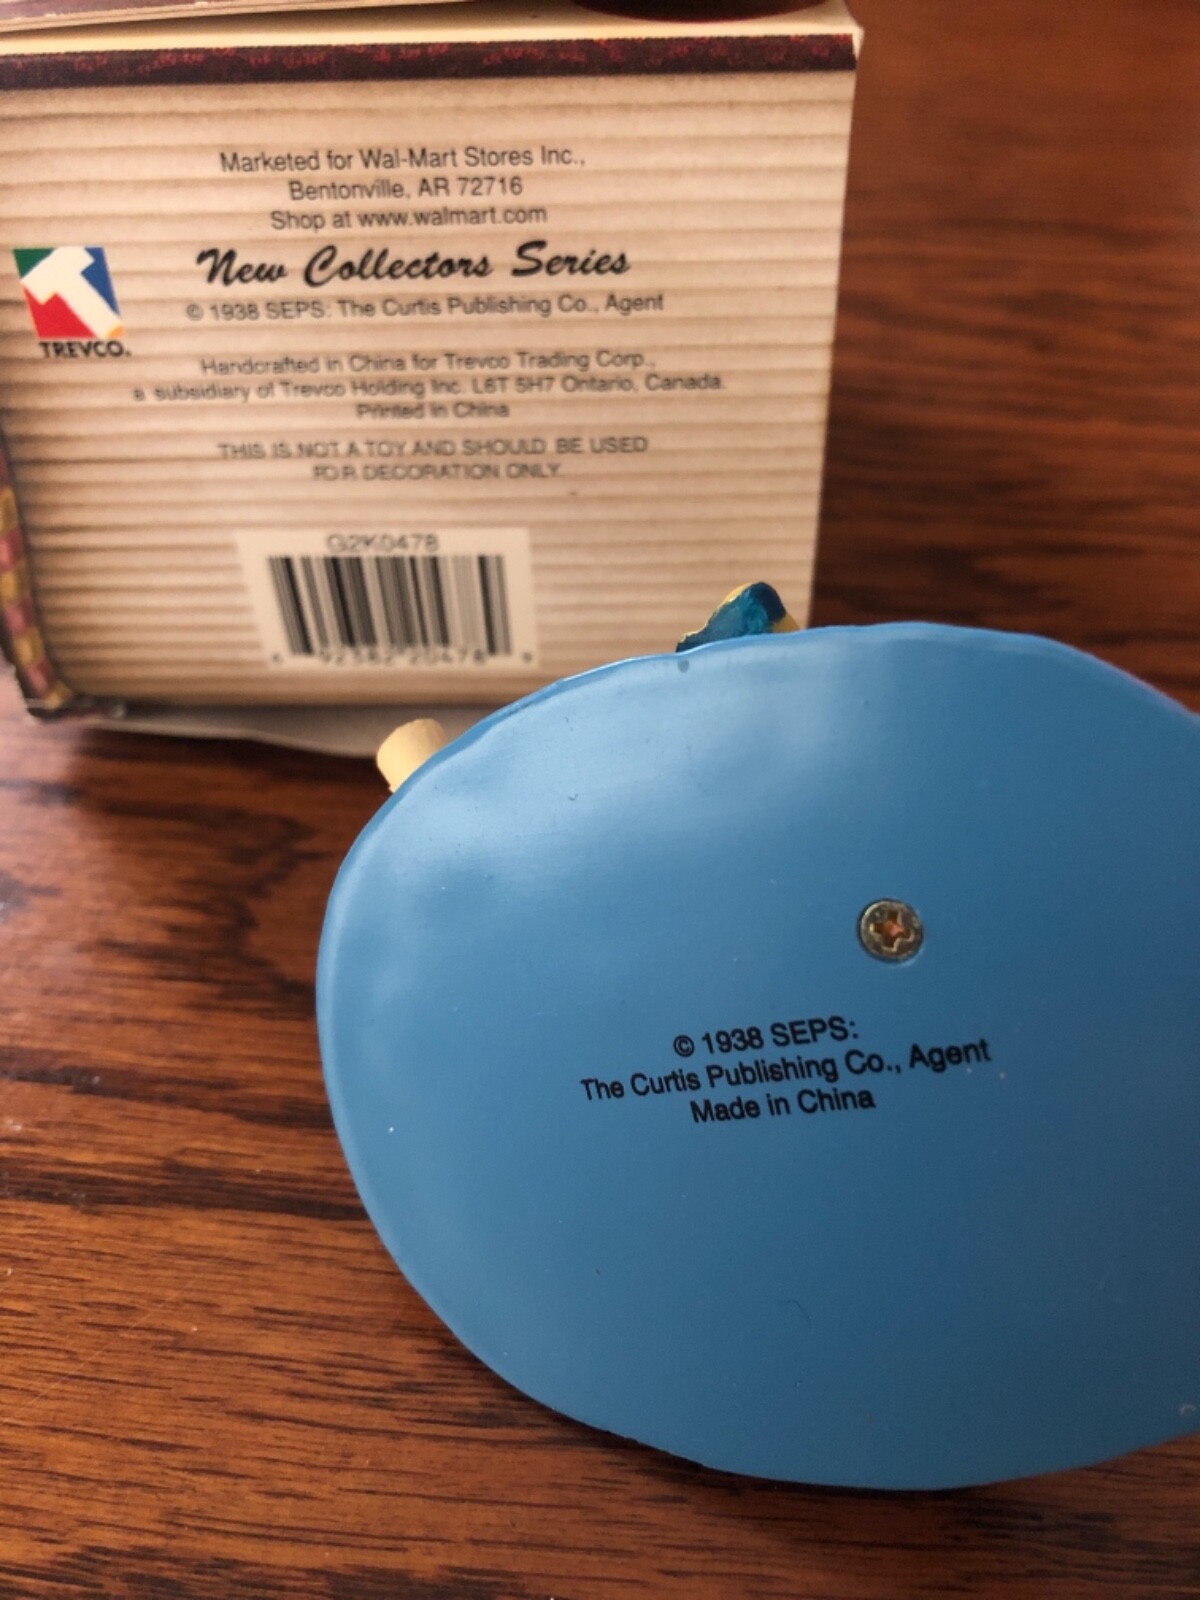 Marketed for Wal-Mart Stores Inc.,
Bentonville, AR 72716
Shop at www.walmart.com
New Collectors Series
© 1938 SEPS: The Curtis Publishing Co., Agent
TREVCO.
Handcrafted in China for Trevco Trading Corp.,
a subsidiary of Trevco Holding Inc. L6T 5H7 Ontario, Canada.
Printed in China
THIS IS NOT A TOY AND SHOULD BE USED
FOR DECORATION ONLY.
G2K0478
92382 20478 9
© 1938 SEPS:
The Curtis Publishing Co., Agent
Made in China